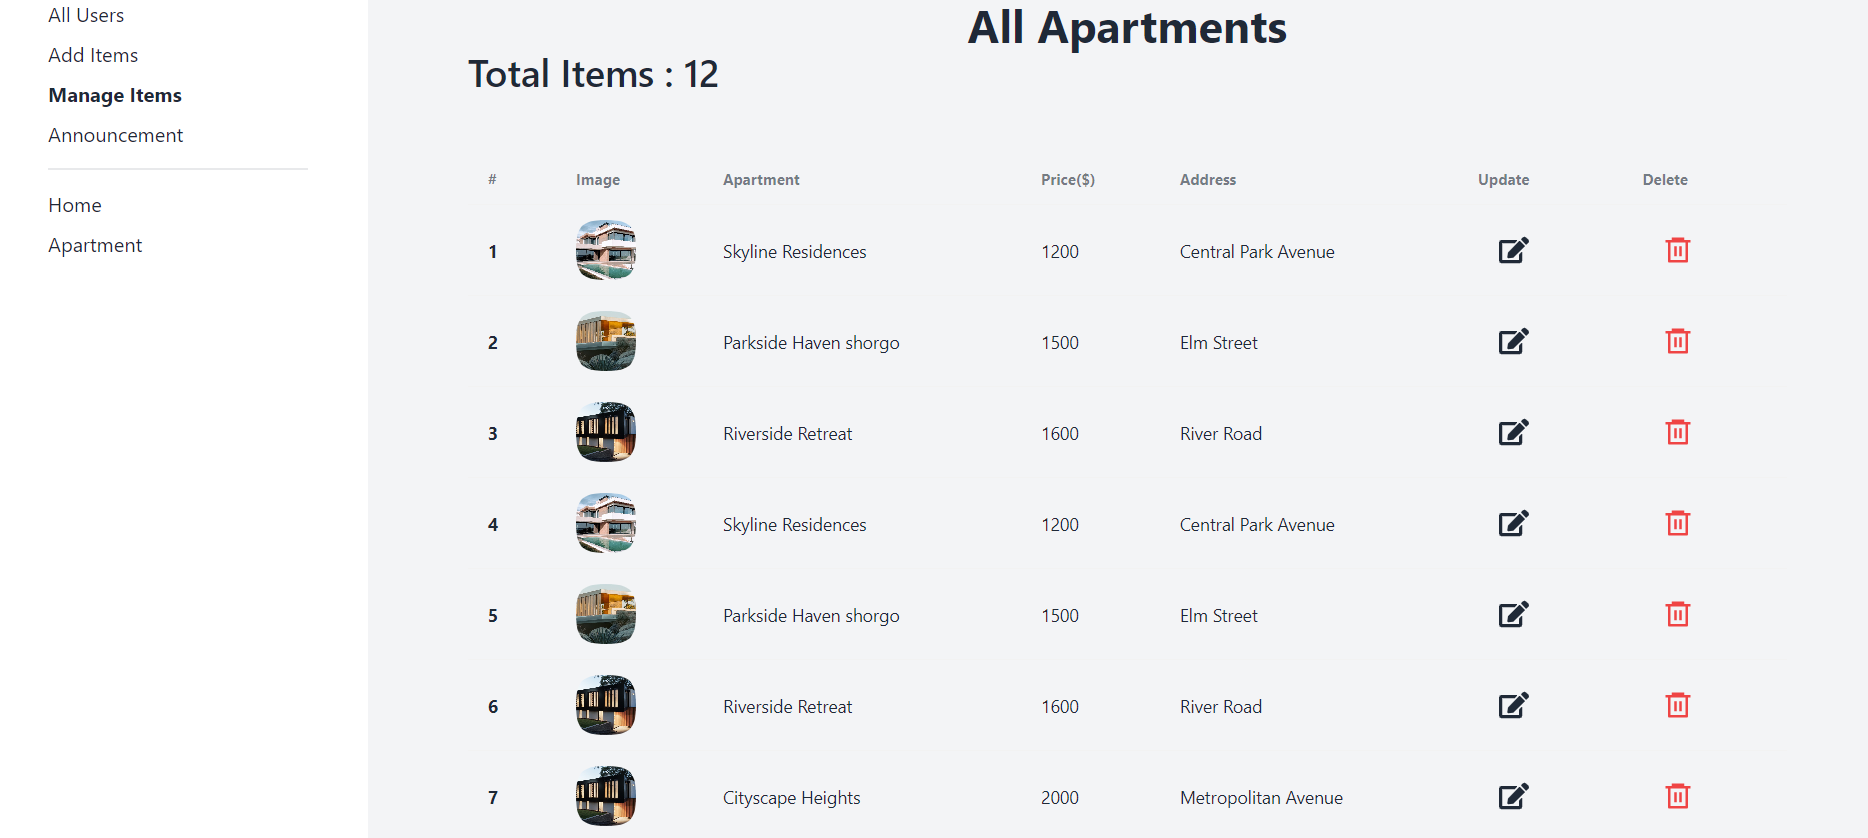 All Users
Add Items
Manage Items
Announcement
Home
Apartment
All Apartments
Total Items : 12
# Image Apartment Price($) Address Update Delete
1 Skyline Residences 1200 Central Park Avenue
2 Parkside Haven shorgo 1500 Elm Street
3 Riverside Retreat 1600 River Road
4 Skyline Residences 1200 Central Park Avenue
5 Parkside Haven shorgo 1500 Elm Street
6 Riverside Retreat 1600 River Road
7 Cityscape Heights 2000 Metropolitan Avenue